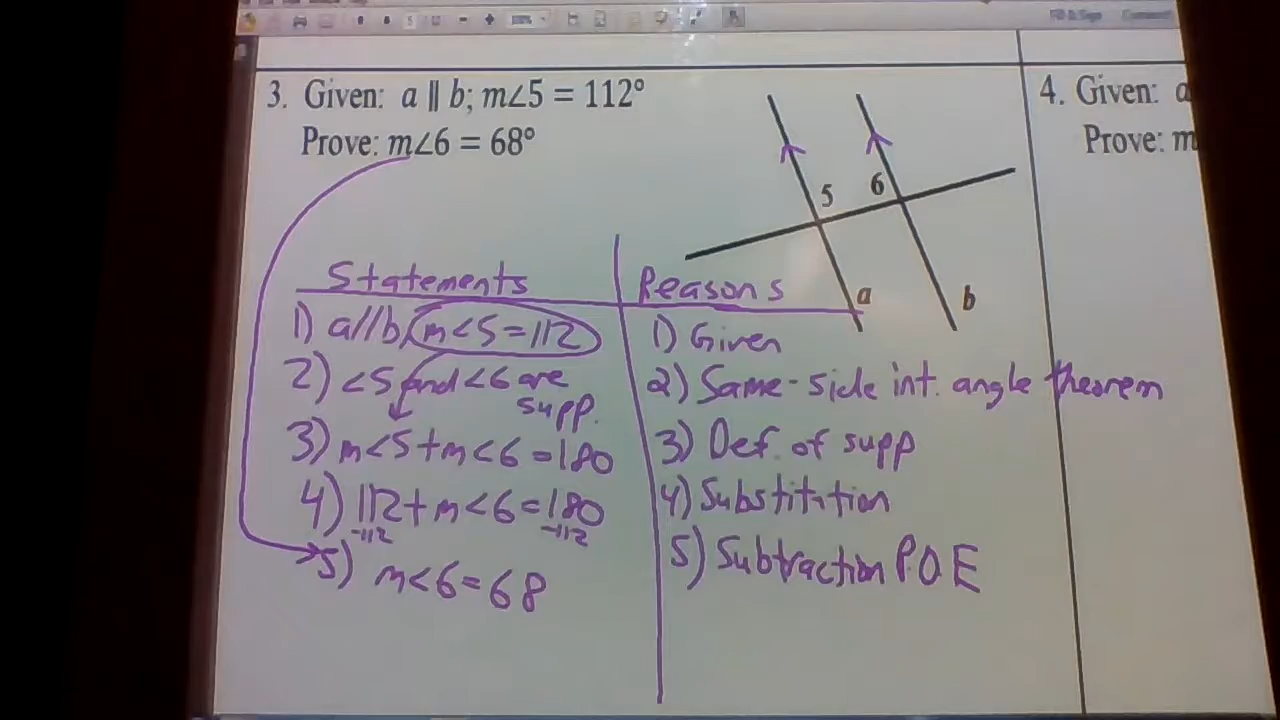 3. Given: a ∥ b; m∠5 = 112°
Prove: m∠6 = 68°
4. Given: a
Prove: m
5
6
a
b
Statements
Reasons
1) a//b, m<5=112
1) Given
2) <5 and <6 are
supp.
2) Same-side int. angle theorem
3) m<5+m<6=180
3) Def. of supp
4) 112+m<6=180
-112 -112
4) Substitution
5) m<6=68
5) Subtraction P.O.E